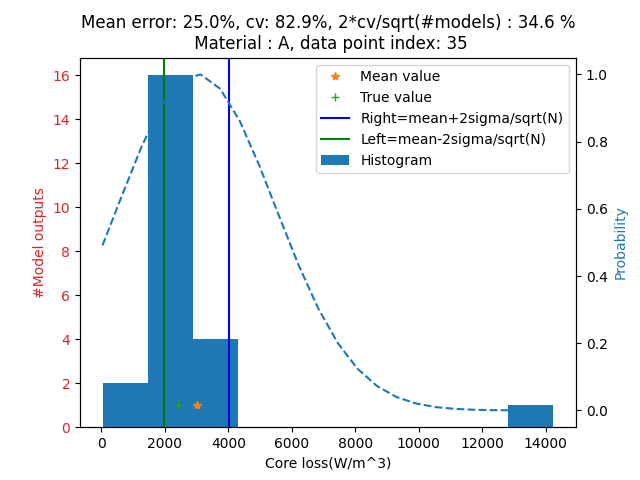 Mean error: 25.0%, cv: 82.9%, 2*cv/sqrt(#models) : 34.6 %
Material : A, data point index: 35
16
14
12
10
8
6
4
2
0
#Model outputs
Mean value
True value
Right=mean+2sigma/sqrt(N)
Left=mean-2sigma/sqrt(N)
Histogram
1.0
0.8
0.6
0.4
0.2
0.0
Probability
0 2000 4000 6000 8000 10000 12000 14000
Core loss(W/m^3)